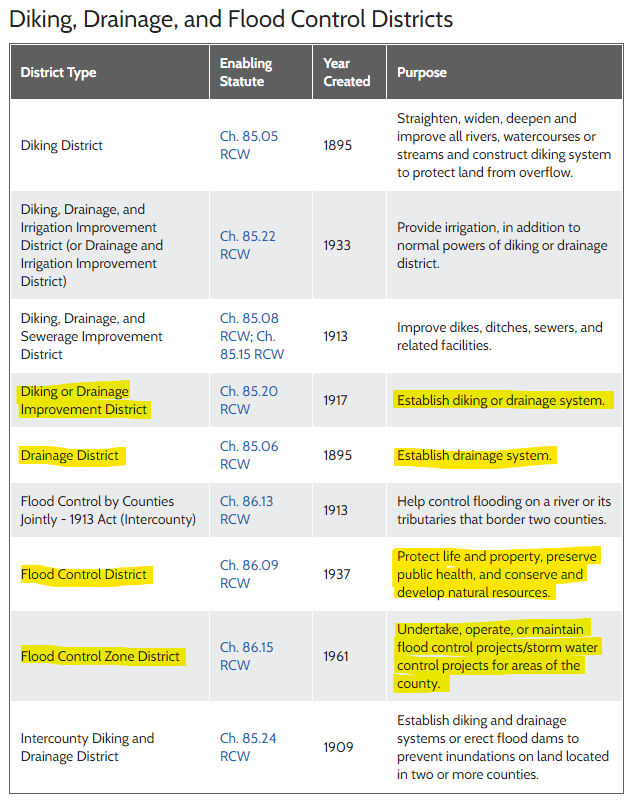 Diking, Drainage, and Flood Control Districts
District Type
Enabling
Statute
Year
Created
Purpose
Diking District
Ch. 85.05
RCW
1895
Straighten, widen, deepen and
improve all rivers, watercourses or
streams and construct diking system
to protect land from overflow.
Diking, Drainage, and
Irrigation Improvement
District (or Drainage and
Irrigation Improvement
District)
Ch. 85.22
RCW
1933
Provide irrigation, in addition to
normal powers of diking or drainage
district.
Diking, Drainage, and
Sewerage Improvement
District
Ch. 85.08
RCW; Ch.
85.15 RCW
1913
Improve dikes, ditches, sewers, and
related facilities.
Diking or Drainage
Improvement District
Ch. 85.20
RCW
1917
Establish diking or drainage system.
Drainage District
Ch. 85.06
RCW
1895
Establish drainage system.
Flood Control by Counties
Jointly - 1913 Act (Intercounty)
Ch. 86.13
RCW
1913
Help control flooding on a river or its
tributaries that border two counties.
Flood Control District
Ch. 86.09
RCW
1937
Protect life and property, preserve
public health, and conserve and
develop natural resources.
Flood Control Zone District
Ch. 86.15
RCW
1961
Undertake, operate, or maintain
flood control projects/storm water
control projects for areas of the
county.
Intercounty Diking and
Drainage District
Ch. 85.24
RCW
1909
Establish diking and drainage
systems or erect flood dams to
prevent inundations on land located
in two or more counties.